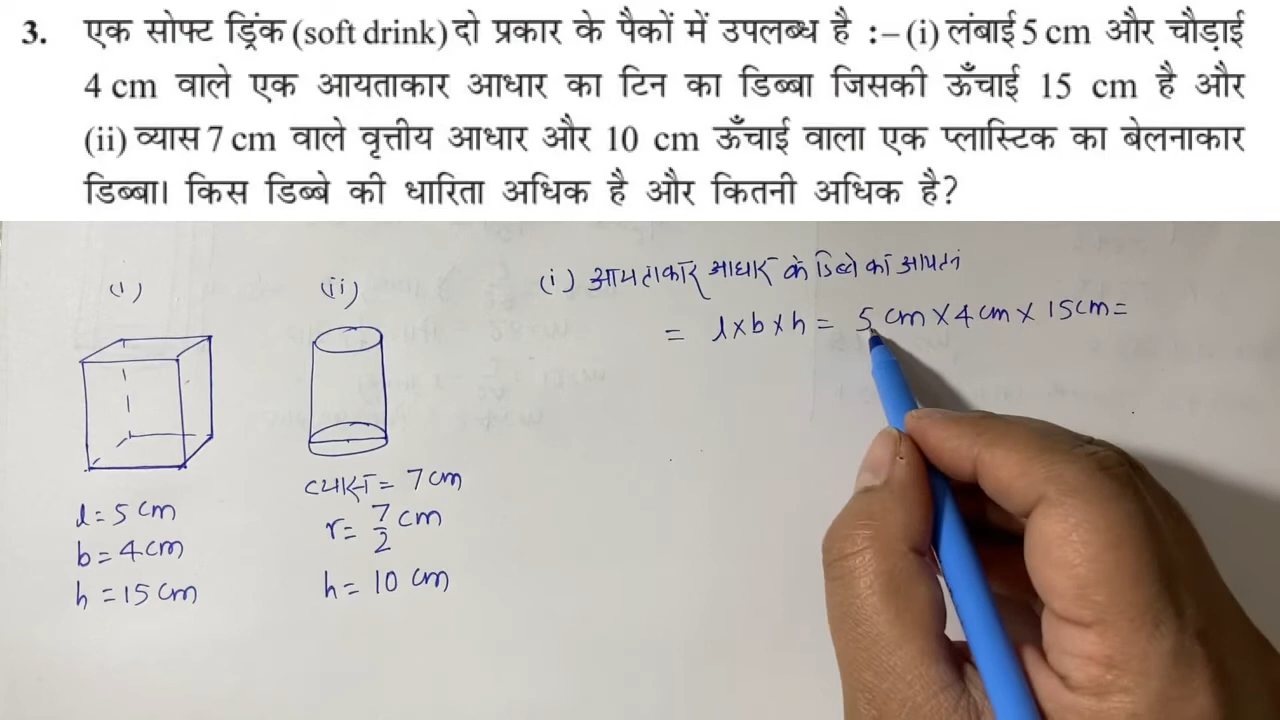 3. एक सोफ्ट ड्रिंक (soft drink) दो प्रकार के पैकों में उपलब्ध है :– (i) लंबाई 5 cm और चौड़ाई
4 cm वाले एक आयताकार आधार का टिन का डिब्बा जिसकी ऊँचाई 15 cm है और
(ii) व्यास 7 cm वाले वृत्तीय आधार और 10 cm ऊँचाई वाला एक प्लास्टिक का बेलनाकार
डिब्बा। किस डिब्बे की धारिता अधिक है और कितनी अधिक है?
(i)
l = 5 cm
b = 4 cm
h = 15 cm
(ii)
व्यास = 7 cm
r = 7/2 cm
h = 10 cm
(i) आयताकार आधार के डिब्बे का आयतन
= l × b × h = 5 cm × 4 cm × 15 cm =